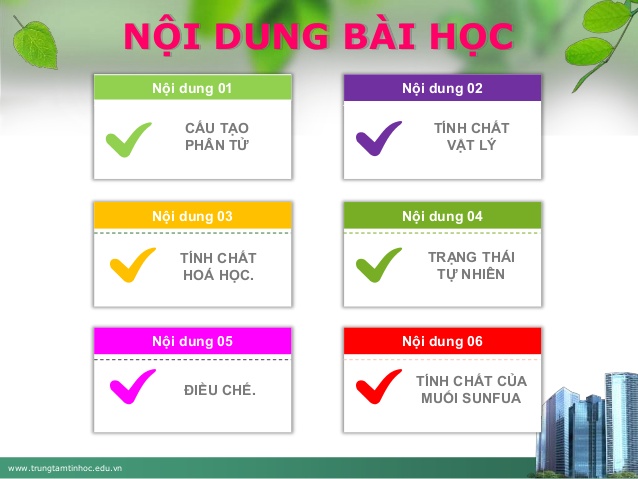 NỘI DUNG BÀI HỌC
Nội dung 01
CẤU TẠO
PHÂN TỬ
Nội dung 02
TÍNH CHẤT
VẬT LÝ
Nội dung 03
TÍNH CHẤT
HOÁ HỌC.
Nội dung 04
TRẠNG THÁI
TỰ NHIÊN
Nội dung 05
ĐIỀU CHẾ.
Nội dung 06
TÍNH CHẤT CỦA
MUỐI SUNFUA
www.trungtamtinhoc.edu.vn